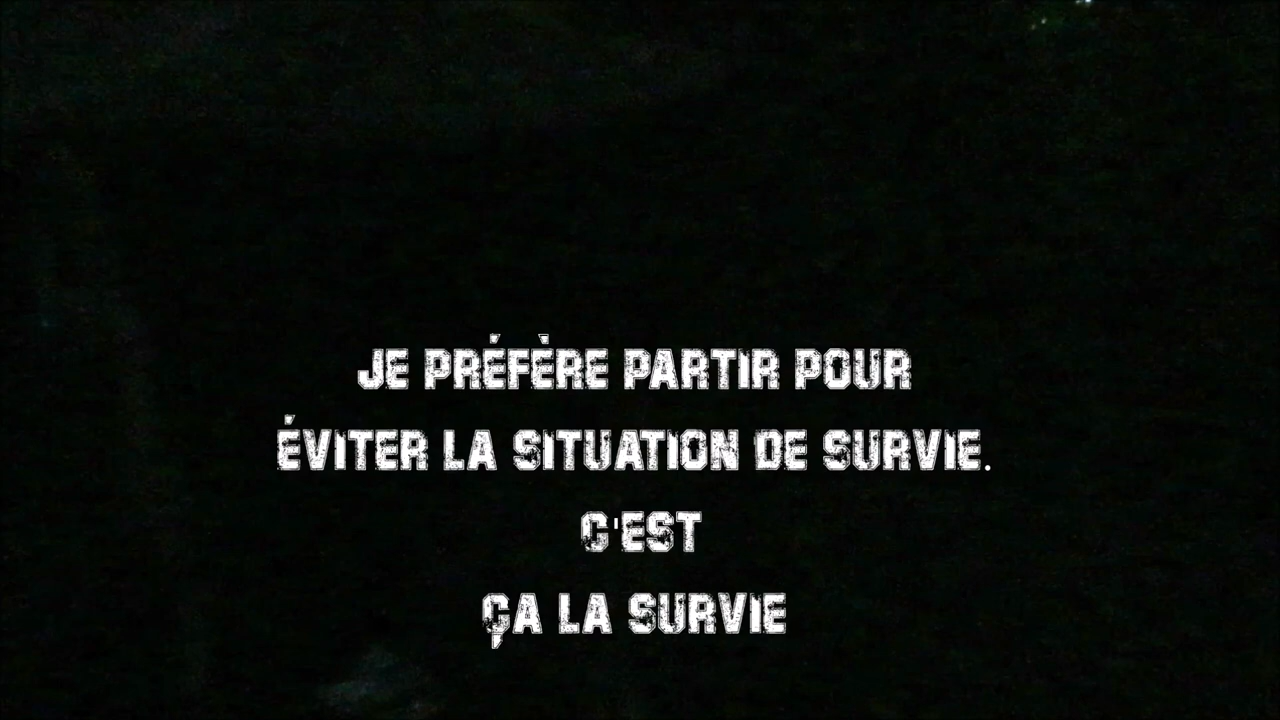 JE PRÉFÈRE PARTIR POUR
ÉVITER LA SITUATION DE SURVIE.
C'EST
ÇA LA SURVIE